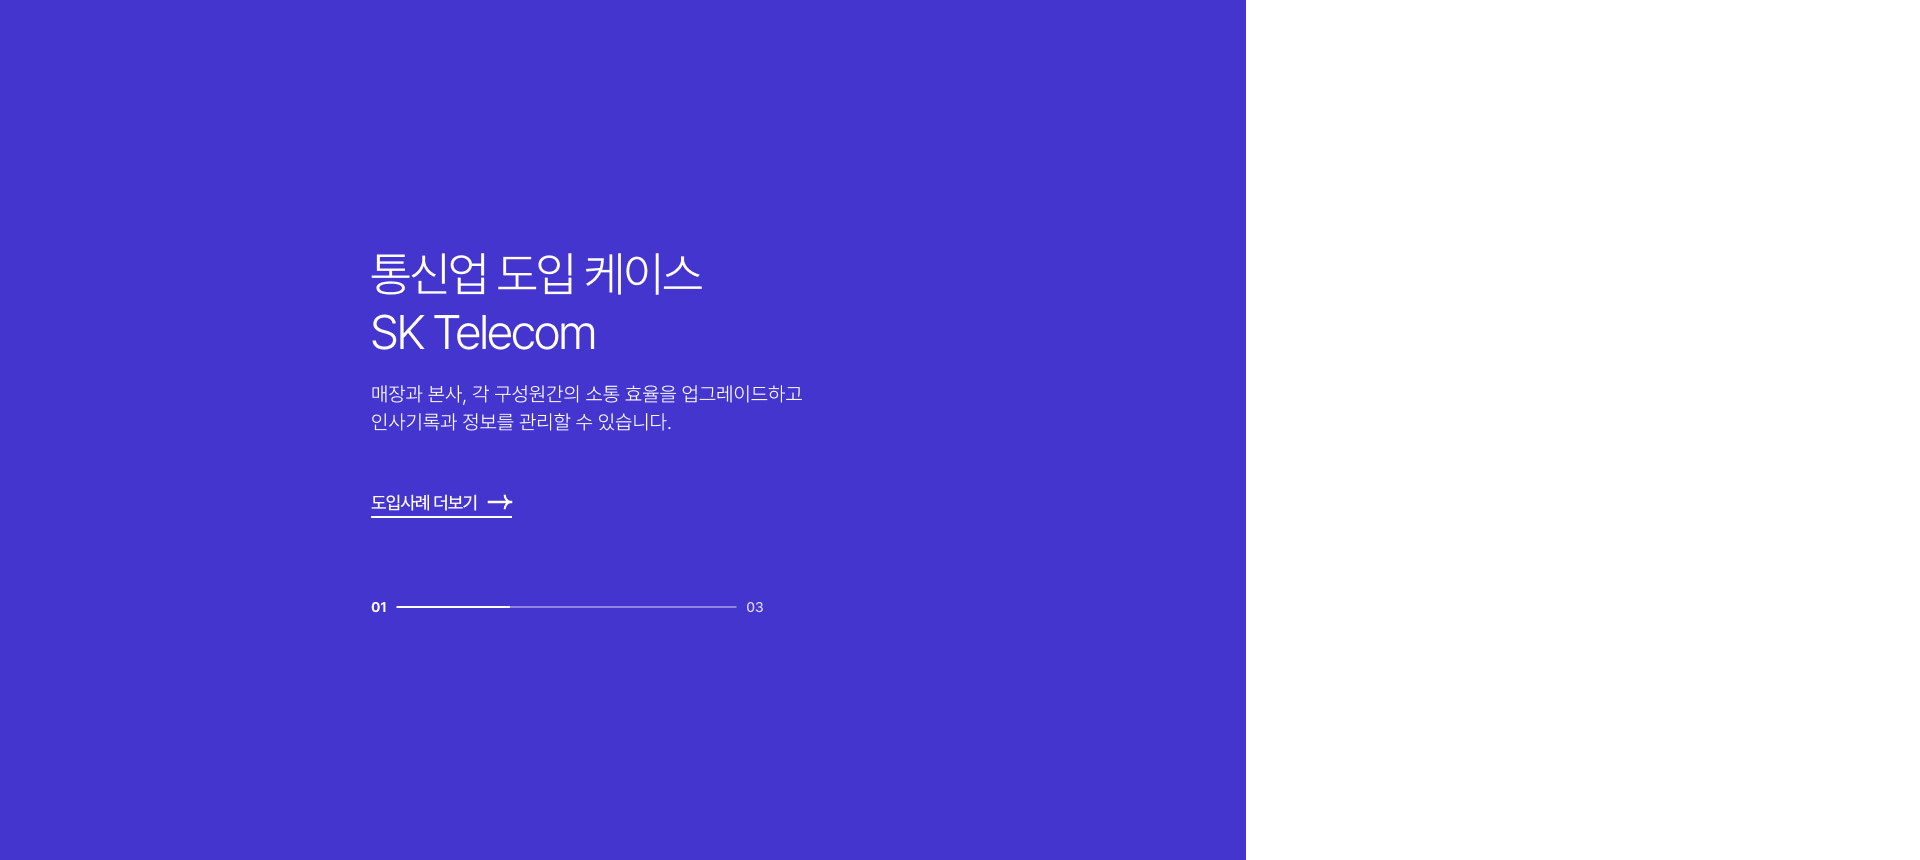 통신업 도입 케이스
SK Telecom
매장과 본사, 각 구성원간의 소통 효율을 업그레이드하고
인사기록과 정보를 관리할 수 있습니다.
도입사례 더보기
01 03